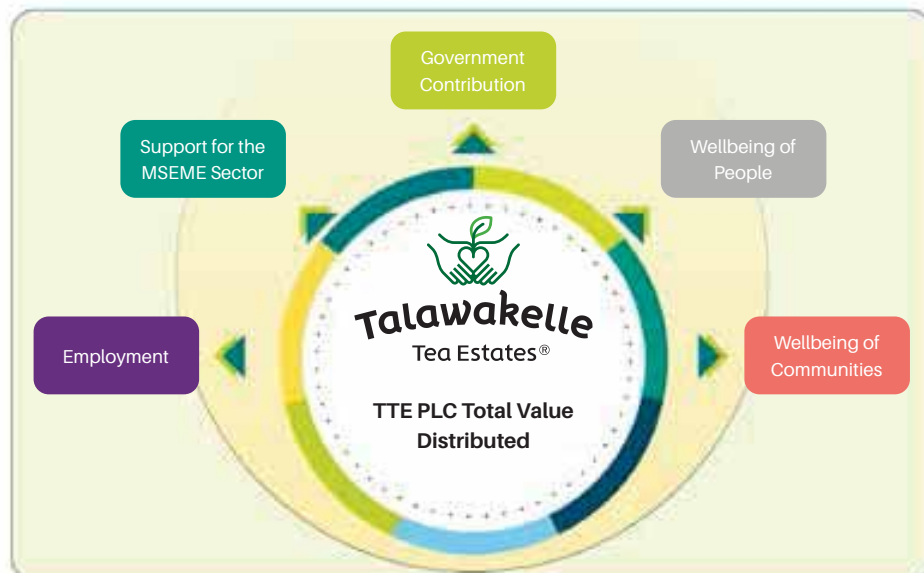 Government
Contribution
Support for the
MSEME Sector
Wellbeing of
People
Employment
Wellbeing of
Communities
Talawakelle
Tea Estates®
TTE PLC Total Value
Distributed